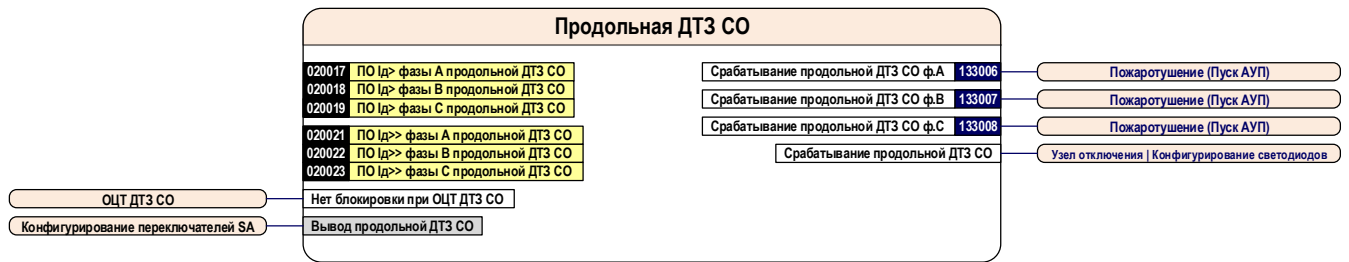 Продольная ДТЗ СО
020017 ПО Iд> фазы А продольной ДТЗ СО
020018 ПО Iд> фазы В продольной ДТЗ СО
020019 ПО Iд> фазы С продольной ДТЗ СО
020021 ПО Iд>> фазы А продольной ДТЗ СО
020022 ПО Iд>> фазы В продольной ДТЗ СО
020023 ПО Iд>> фазы С продольной ДТЗ СО
ОЦТ ДТЗ СО Нет блокировки при ОЦТ ДТЗ СО
Конфигурирование переключателей SA Вывод продольной ДТЗ СО
Срабатывание продольной ДТЗ СО ф.А 133006 Пожаротушение (Пуск АУП)
Срабатывание продольной ДТЗ СО ф.В 133007 Пожаротушение (Пуск АУП)
Срабатывание продольной ДТЗ СО ф.С 133008 Пожаротушение (Пуск АУП)
Срабатывание продольной ДТЗ СО Узел отключения | Конфигурирование светодиодов